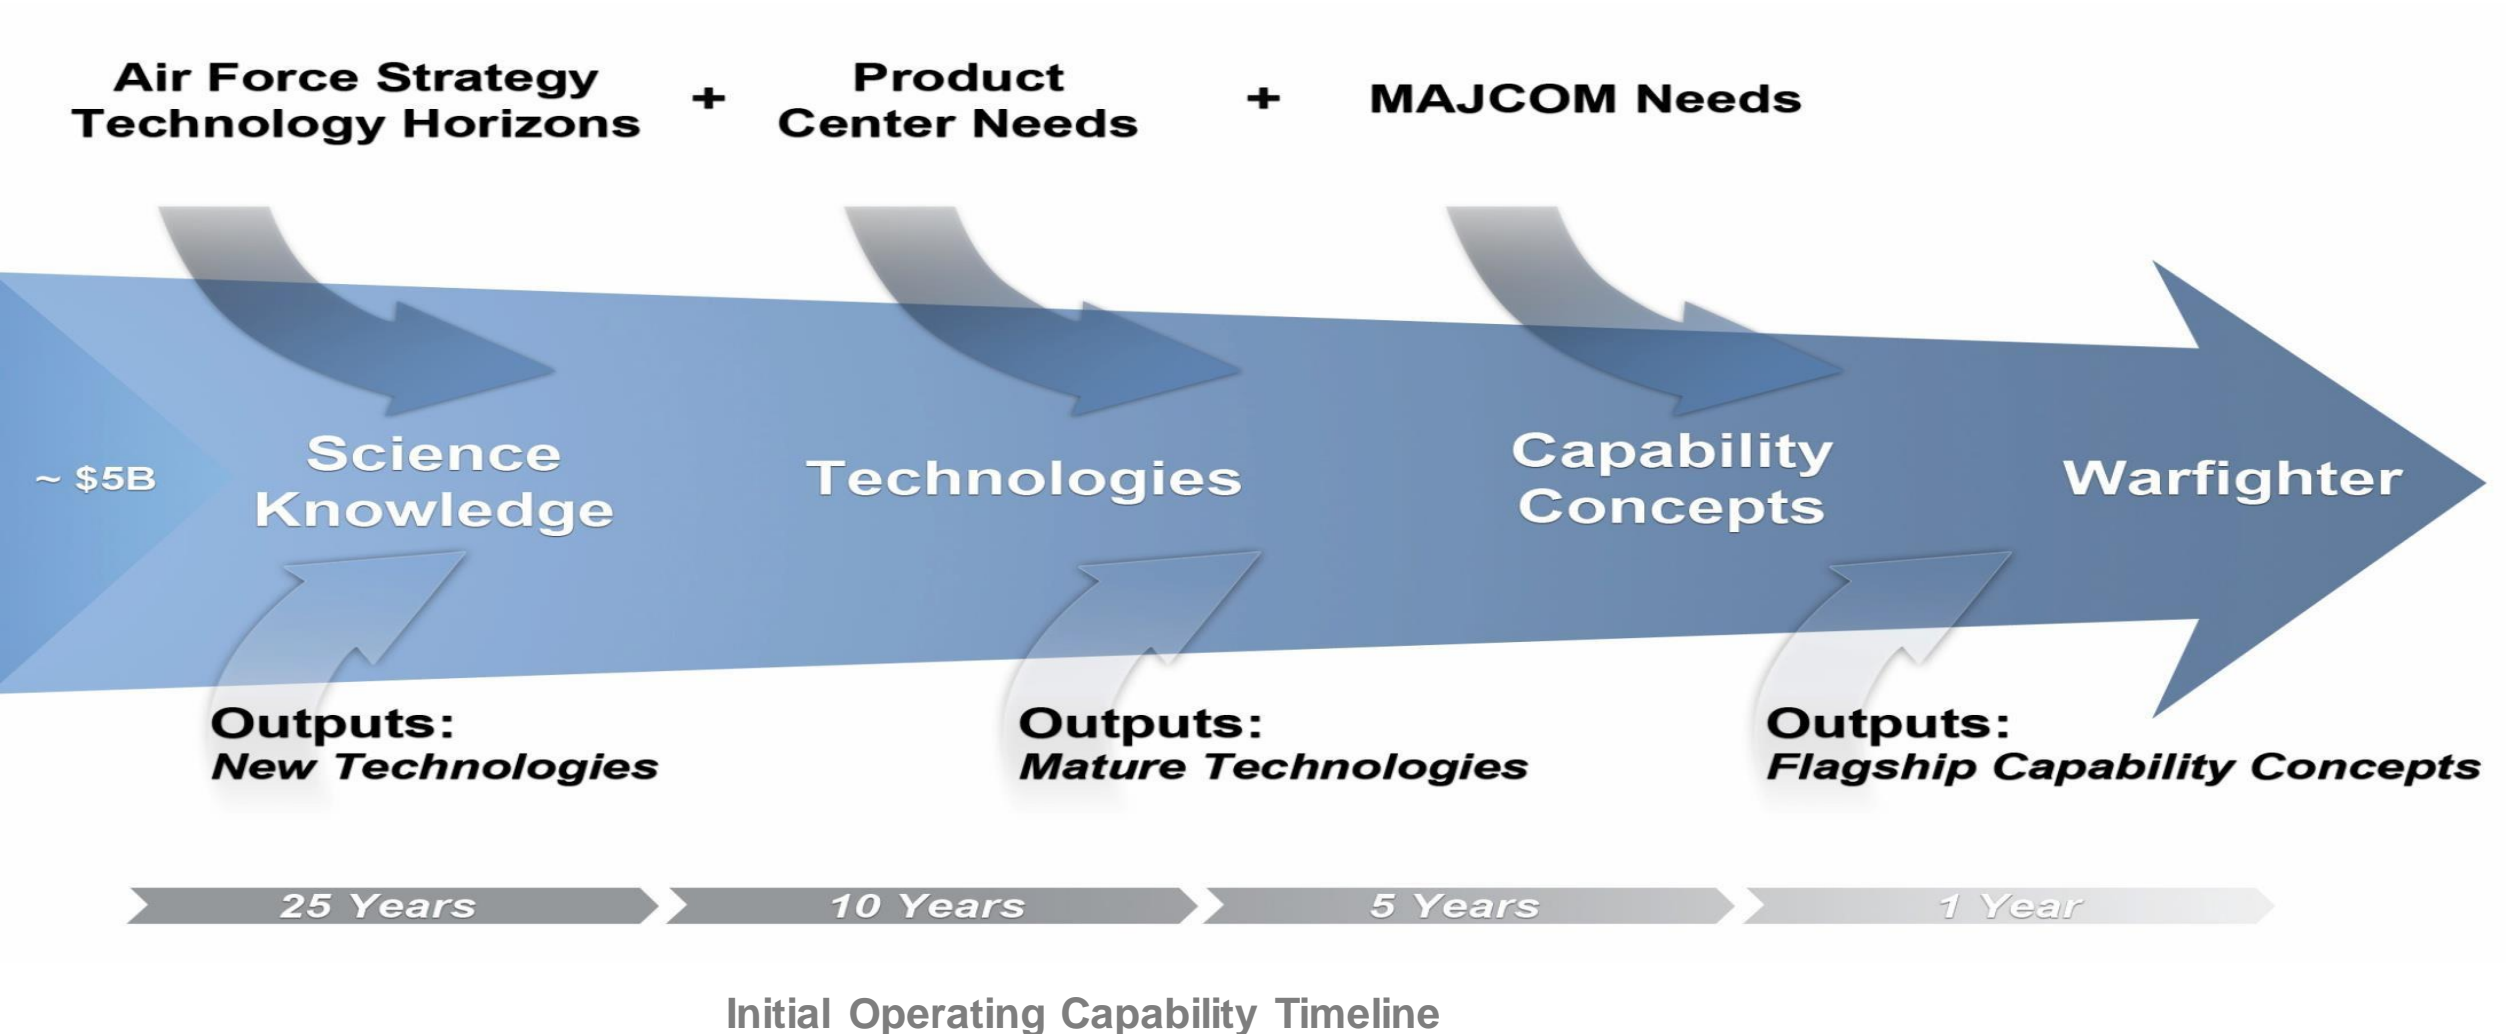 Air Force Strategy
Technology Horizons
+
Product
Center Needs
+
MAJCOM Needs
~ $5B
Science
Knowledge
Technologies
Capability
Concepts
Warfighter
Outputs:
New Technologies
Outputs:
Mature Technologies
Outputs:
Flagship Capability Concepts
25 Years
10 Years
5 Years
1 Year
Initial Operating Capability Timeline